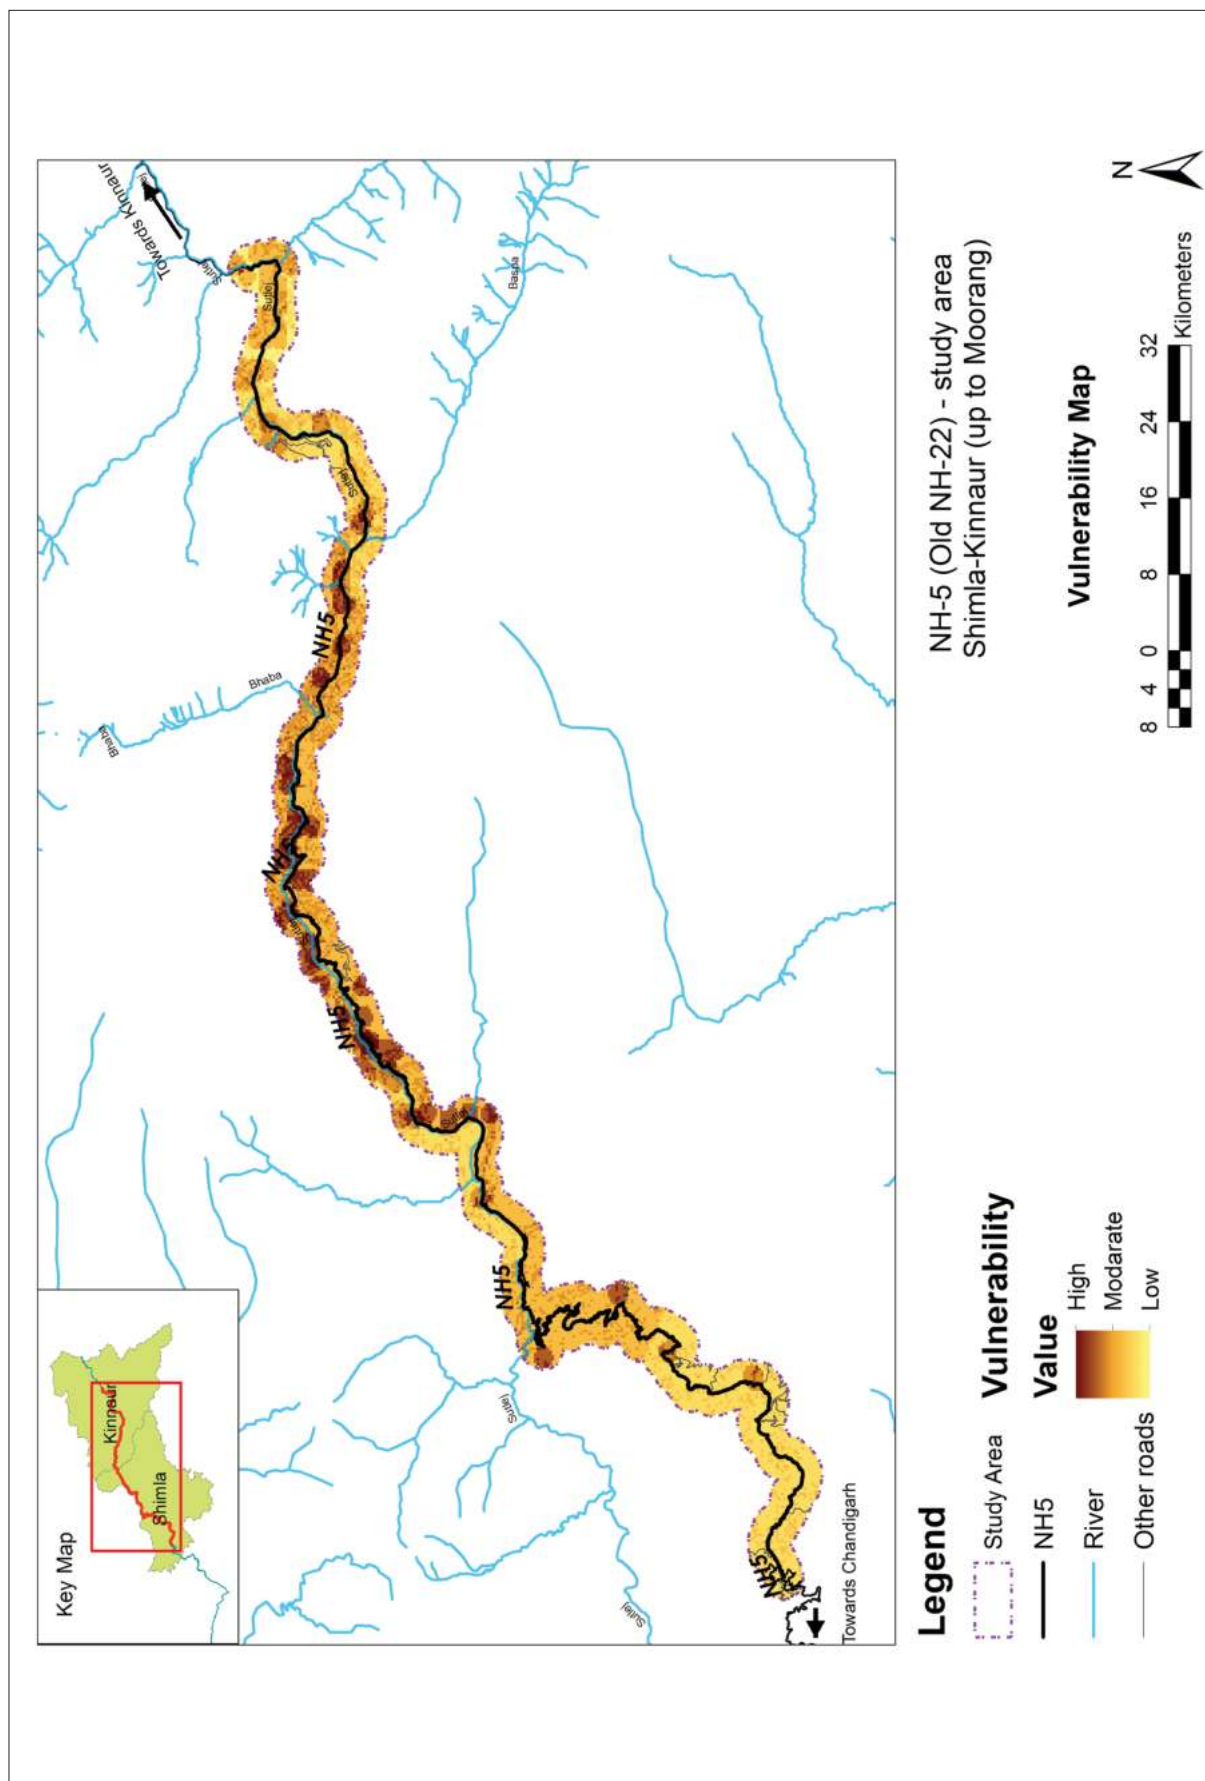 Key Map
Kinnaur
Shimla
Towards Kinnaur
Sutlej
Sutlej
Baspa
Sutlej
NH5
Bhaba
Bhaba
NH5
Sutlej
NH5
Sutlej
Sutlej
NH5
Towards Chandigarh
Legend
Study Area
NH5
River
Other roads
Vulnerability
Value
High
Modarate
Low
NH-5 (Old NH-22) - study area
Shimla-Kinnaur (up to Moorang)
Vulnerability Map
8 4 0 8 16 24 32
Kilometers
N